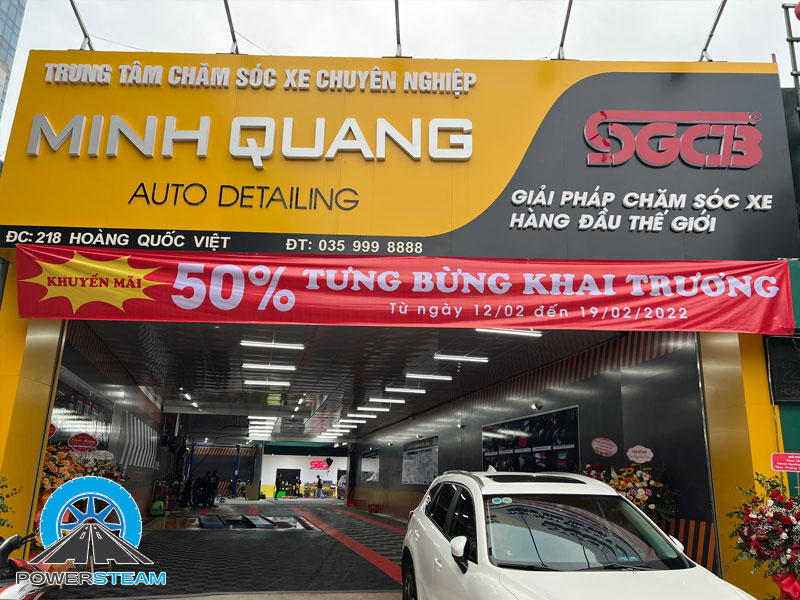 TRUNG TÂM CHĂM SÓC XE CHUYÊN NGHIỆP
MINH QUANG
AUTO DETAILING
SGCB®
GIẢI PHÁP CHĂM SÓC XE
HÀNG ĐẦU THẾ GIỚI
ĐC: 218 HOÀNG QUỐC VIỆT ĐT: 035 999 8888
KHUYẾN MÃI
50% TƯNG BỪNG KHAI TRƯƠNG
Từ ngày 12/02 đến 19/02/2022
SGCB
POWERSTEAM